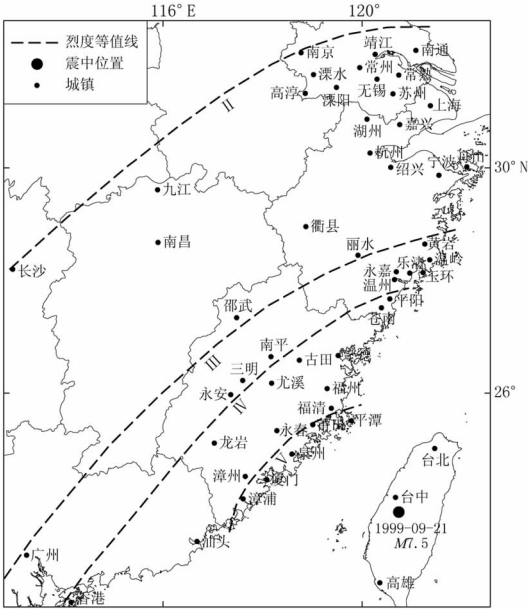 116°E
120°
烈度等值线
震中位置
城镇
南京
靖江
南通
溧水
常州
常熟
高淳
溧阳
无锡
苏州
上海
II
湖州
嘉兴
杭州
绍兴
宁波
30°N
九江
衢县
南昌
丽水
黄岩
长沙
乐清
温岭
永嘉
玉环
温州
平阳
苍南
邵武
III
南平
古田
三明
尤溪
永安
IV
福州
26°
福清
平潭
永春
龙岩
泉州
V
台北
漳州
厦门
漳浦
台中
1999-09-21
M7.5
汕头
广州
高雄
香港